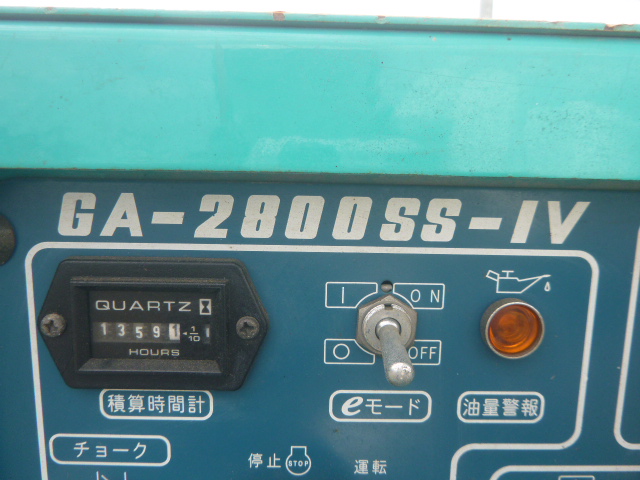 GA-2800SS-IV
QUARTZ
13591 1/10
HOURS
積算時間計
I ON
O OFF
eモード
油量警報
チョーク
停止 STOP 運転